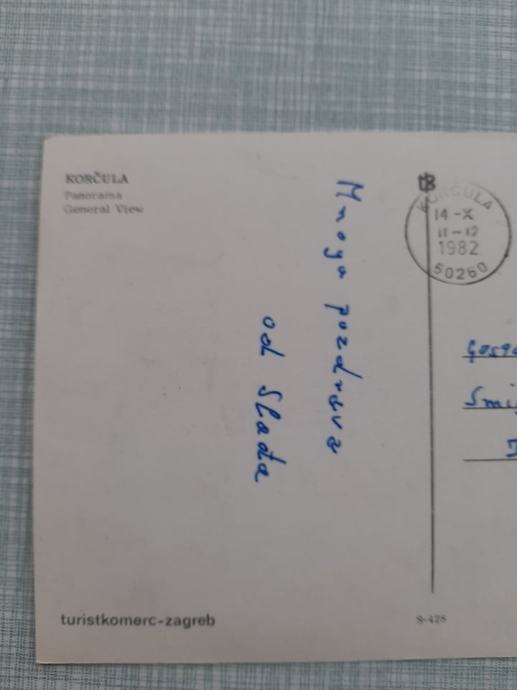 KORČULA
Panorama
General View
Mnogo pozdrava
od Slađa
KORČULA
14-X
11-12
1982
50260
turistkomerc-zagreb
S-428